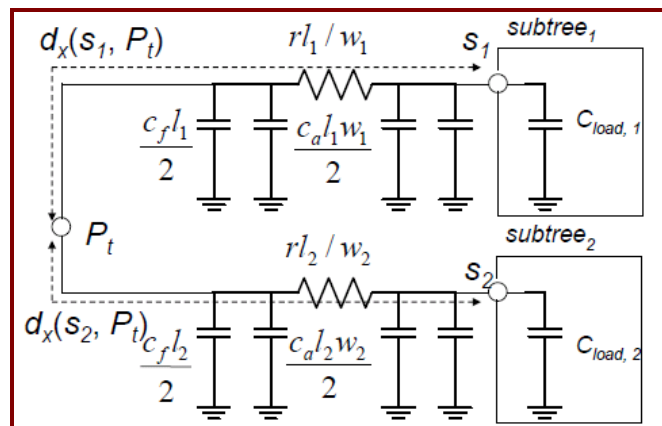 d_x(s_1, P_t)
rl_1 / w_1
s_1
subtree_1
c_f l_1 / 2
c_a l_1 w_1 / 2
C_load, 1
P_t
rl_2 / w_2
s_2
subtree_2
d_x(s_2, P_t)
c_f l_2 / 2
c_a l_2 w_2 / 2
C_load, 2